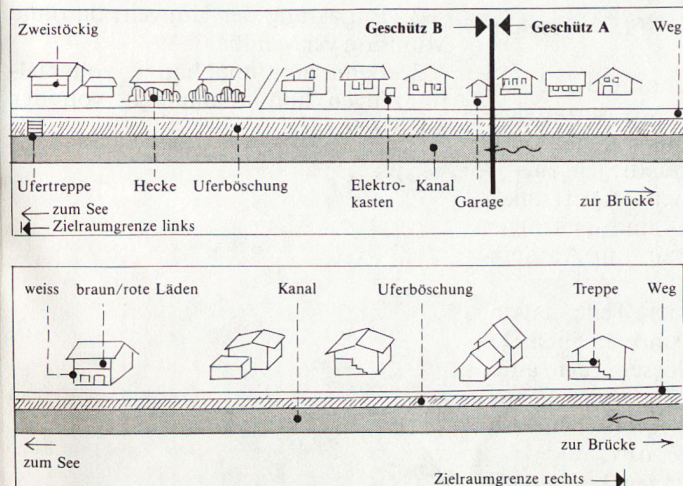 Zweistöckig
Geschütz B
Geschütz A
Weg
Ufertreppe
Hecke
Uferböschung
Elektro-
kasten
Kanal
Garage
zur Brücke
zum See
Zielraumgrenze links
weiss
braun/rote Läden
Kanal
Uferböschung
Treppe
Weg
zum See
zur Brücke
Zielraumgrenze rechts